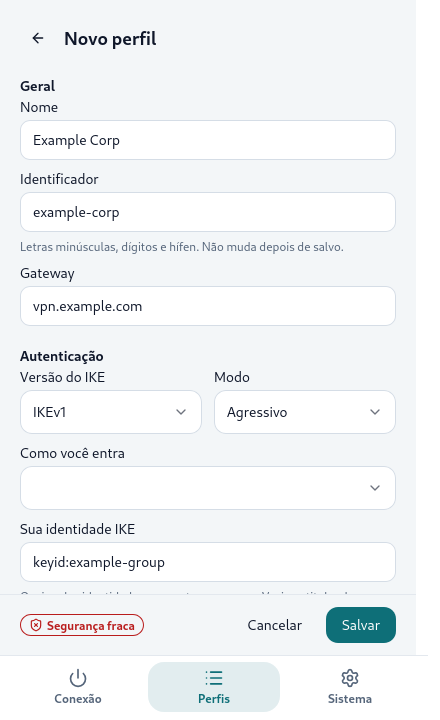 Novo perfil
Geral
Nome
Example Corp
Identificador
example-corp
Letras minúsculas, dígitos e hífen. Não muda depois de salvo.
Gateway
vpn.example.com
Autenticação
Versão do IKE
Modo
IKEv1
Agressivo
Como você entra
Sua identidade IKE
keyid:example-group
Segurança fraca
Cancelar
Salvar
Conexão
Perfis
Sistema